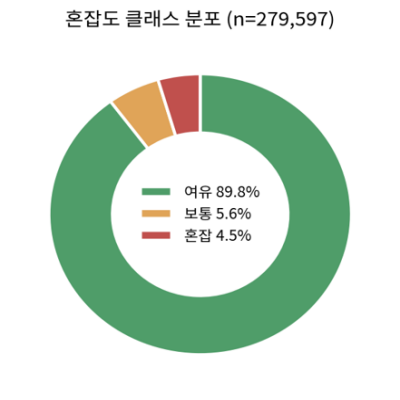 혼잡도 클래스 분포 (n=279,597)
여유 89.8%
보통 5.6%
혼잡 4.5%